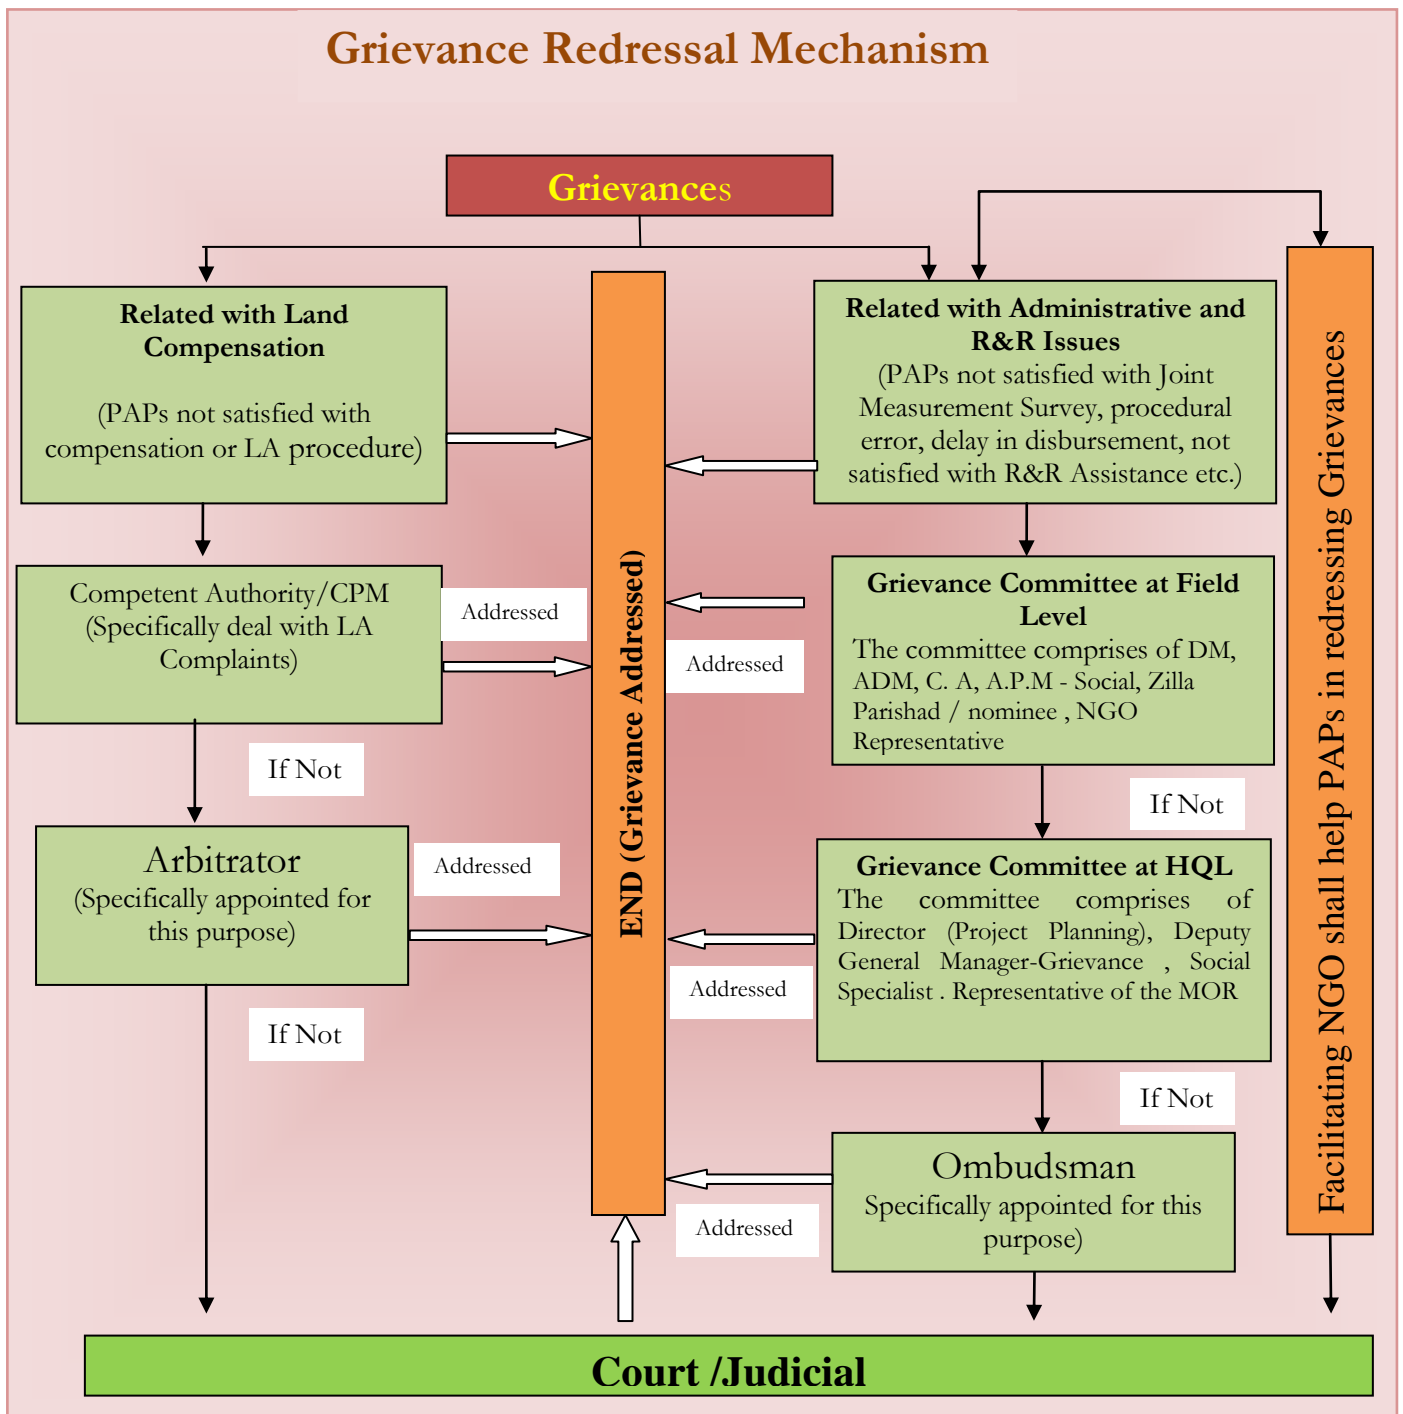 Grievance Redressal Mechanism
Grievances
Related with Land
Compensation
(PAPs not satisfied with
compensation or LA procedure)
Competent Authority/CPM
(Specifically deal with LA
Complaints)
Addressed
If Not
Arbitrator
(Specifically appointed for
this purpose)
Addressed
If Not
END (Grievance Addressed)
Related with Administrative and
R&R Issues
(PAPs not satisfied with Joint
Measurement Survey, procedural
error, delay in disbursement, not
satisfied with R&R Assistance etc.)
Grievance Committee at Field
Level
The committee comprises of DM,
ADM, C. A, A.P.M - Social, Zilla
Parishad / nominee , NGO
Representative
Addressed
If Not
Grievance Committee at HQL
The committee comprises of
Director (Project Planning), Deputy
General Manager-Grievance , Social
Specialist . Representative of the MOR
Addressed
If Not
Ombudsman
Specifically appointed for this
purpose)
Addressed
Facilitating NGO shall help PAPs in redressing Grievances
Court /Judicial